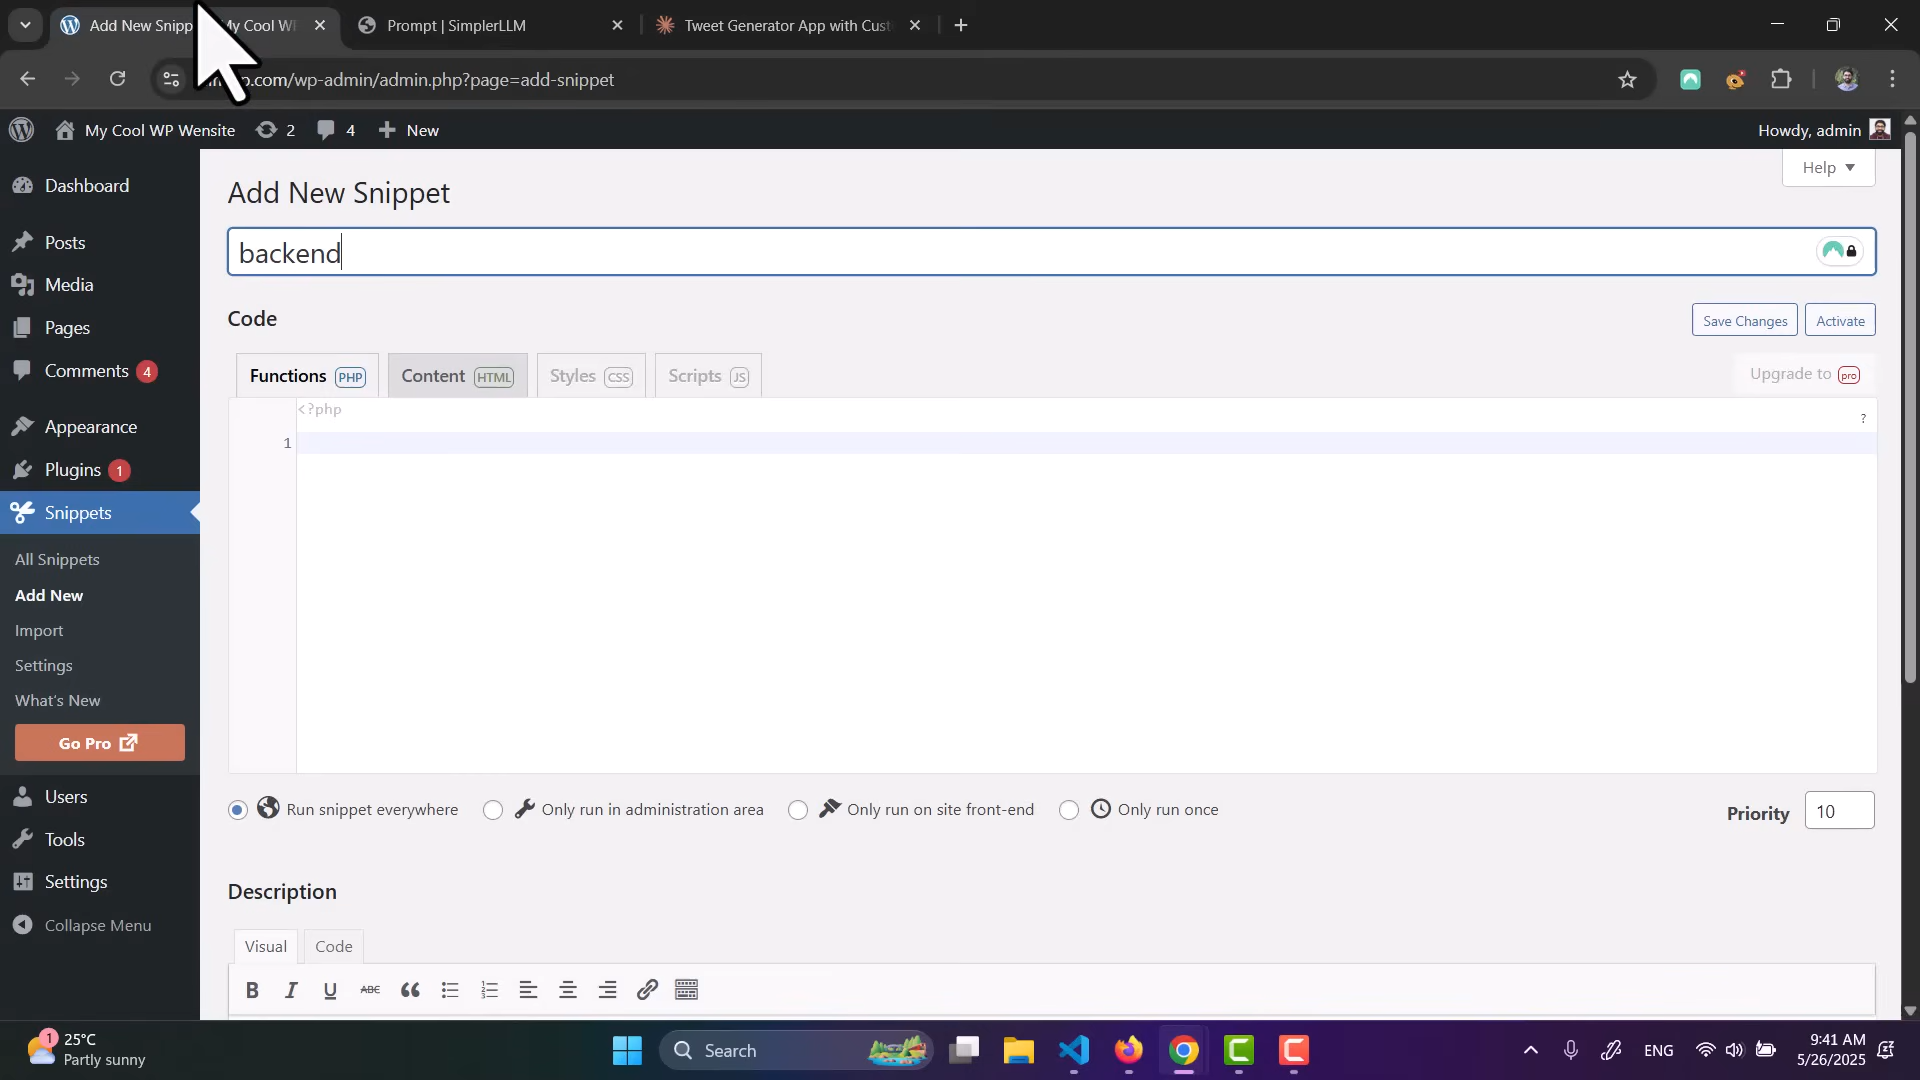 Add New Snipp
My Cool W
Prompt | SimplerLLM
Tweet Generator App with Cust
.com/wp-admin/admin.php?page=add-snippet
My Cool WP Wensite
2
4
New
Howdy, admin
Help
Dashboard
Posts
Media
Pages
Comments 4
Appearance
Plugins 1
Snippets
All Snippets
Add New
Import
Settings
What's New
Go Pro
Users
Tools
Settings
Collapse Menu
Add New Snippet
backend
Code
Save Changes
Activate
Functions PHP
Content HTML
Styles CSS
Scripts JS
Upgrade to pro
<?php
?
1
Run snippet everywhere
Only run in administration area
Only run on site front-end
Only run once
Priority
10
Description
Visual
Code
B I U ABC
1
25°C
Partly sunny
Search
ENG
9:41 AM
5/26/2025